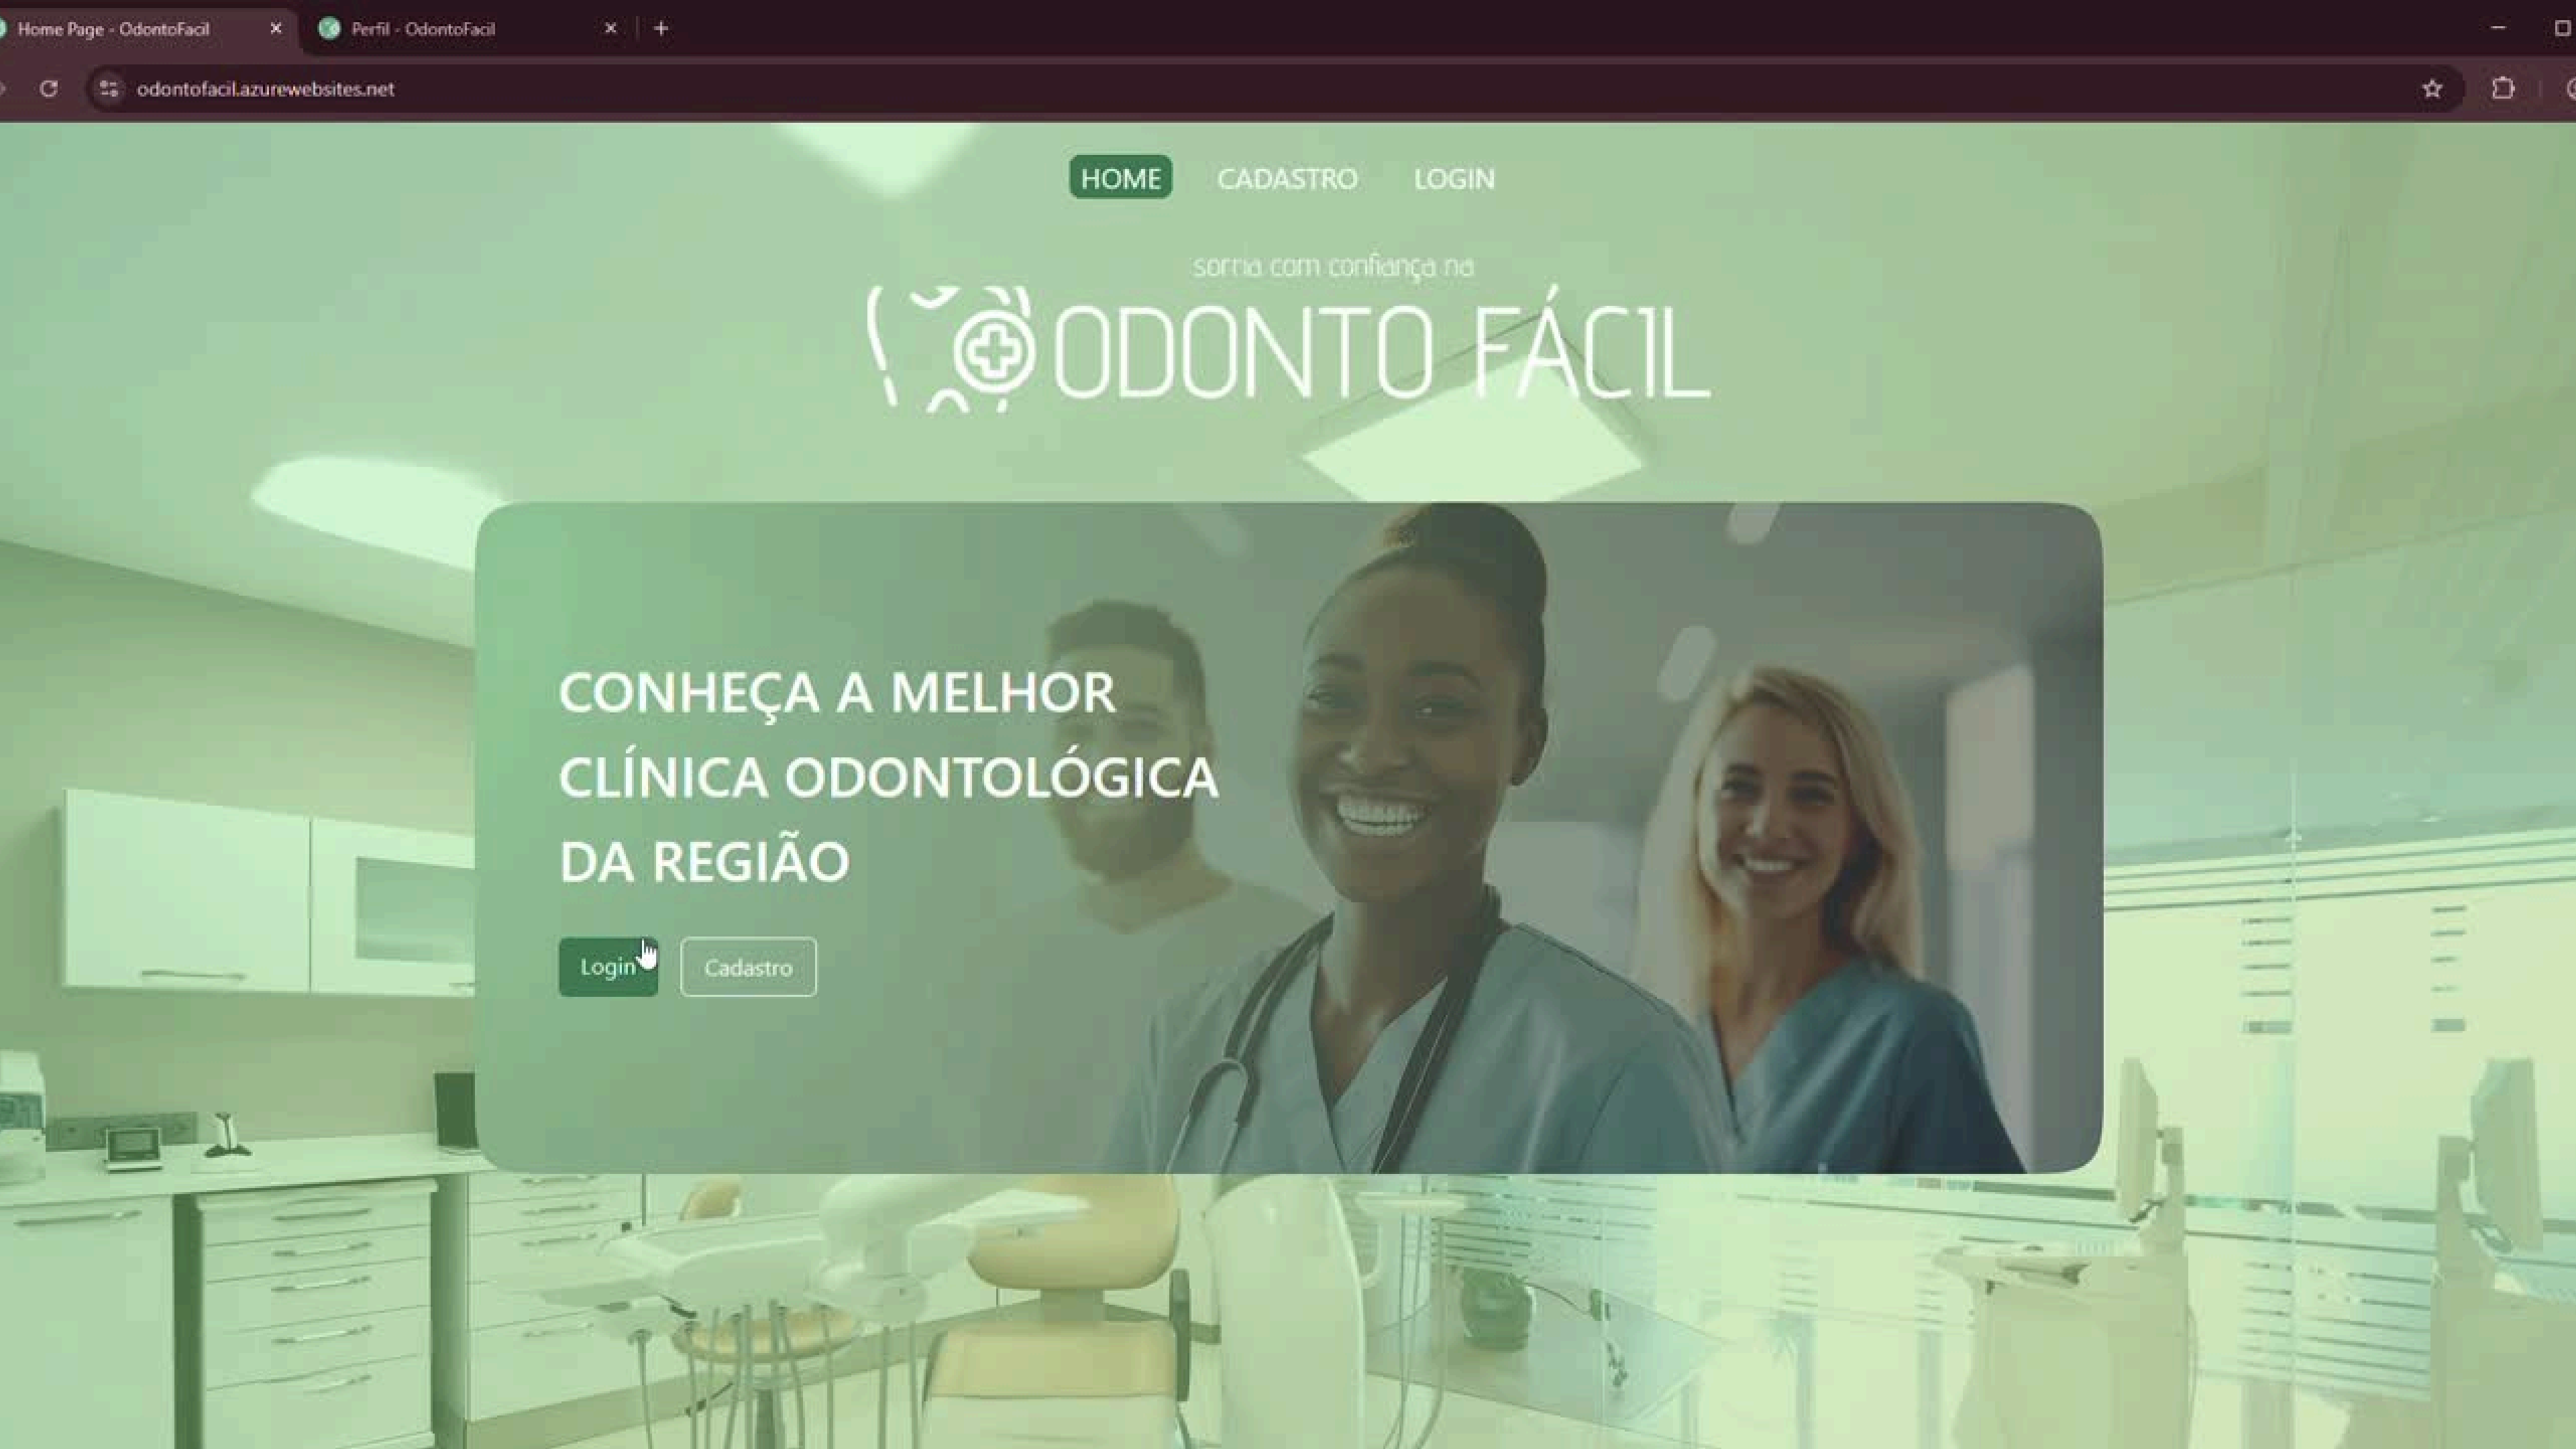 Home Page - OdontoFacil
Perfil - OdontoFacil
odontofacil.azurewebsites.net
HOME CADASTRO LOGIN
sorria com confiança na
ODONTO FÁCIL
CONHEÇA A MELHOR
CLÍNICA ODONTOLÓGICA
DA REGIÃO
Login Cadastro